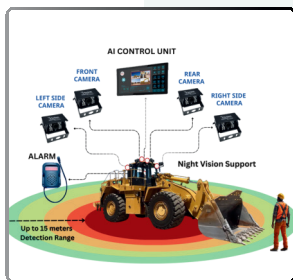 AI CONTROL UNIT
FRONT
CAMERA
REAR
CAMERA
LEFT SIDE
CAMERA
RIGHT SIDE
CAMERA
ALARM
Night Vision Support
Up to 15 meters
Detection Range